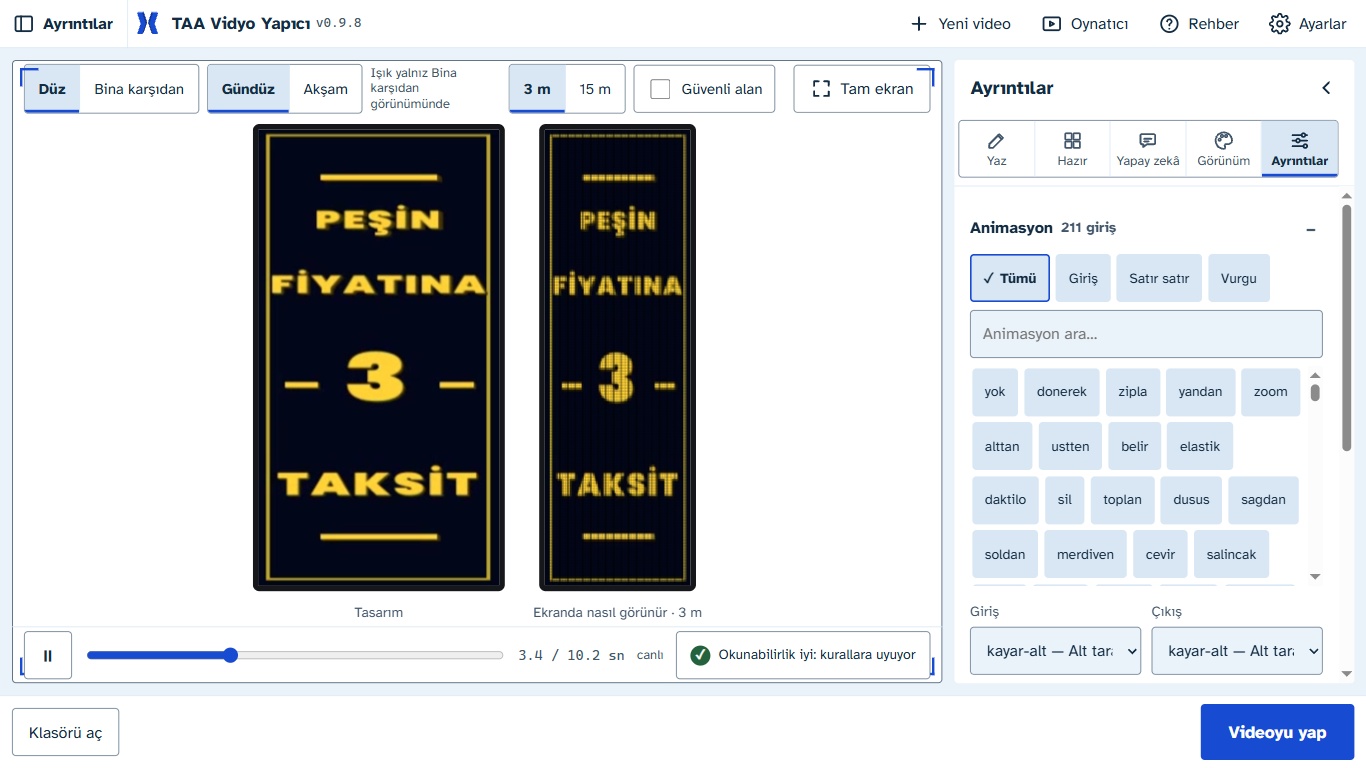 Ayrıntılar
TAA Vidyo Yapıcı v0.9.8
Yeni video
Oynatıcı
Rehber
Ayarlar
Düz
Bina karşıdan
Gündüz
Akşam
Işık yalnız Bina
karşıdan
görünümünde
3 m
15 m
Güvenli alan
Tam ekran
PEŞİN
FİYATINA
- 3 -
TAKSİT
PEŞİN
FİYATINA
- 3 -
TAKSİT
Tasarım
Ekranda nasıl görünür · 3 m
3.4 / 10.2 sn canlı
Okunabilirlik iyi: kurallara uyuyor
Ayrıntılar
Yaz
Hazır
Yapay zekâ
Görünüm
Ayrıntılar
Animasyon 211 giriş
✓ Tümü
Giriş
Satır satır
Vurgu
Animasyon ara...
yok
donerek
zipla
yandan
zoom
alttan
ustten
belir
elastik
daktilo
sil
toplan
dusus
sagdan
soldan
merdiven
cevir
salincak
Giriş
Çıkış
kayar-alt — Alt tara
kayar-alt — Alt tara
Klasörü aç
Videoyu yap